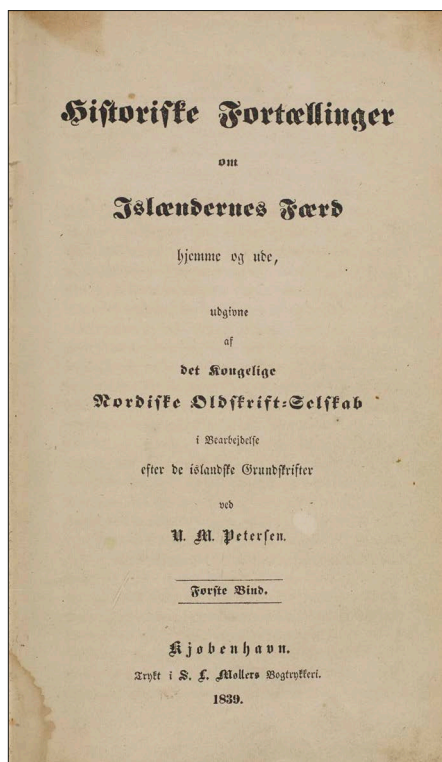 Historiske Fortællinger
om
Islændernes Færd
hjemme og ude,
udgivne
af
det Kongelige
Nordiske Oldskrift-Selskab
i Bearbejdelse
efter de islandske Grundskrifter
ved
N. M. Petersen.
Første Bind.
Kjøbenhavn.
Trykt i S. L. Møllers Bogtrykkeri.
1839.